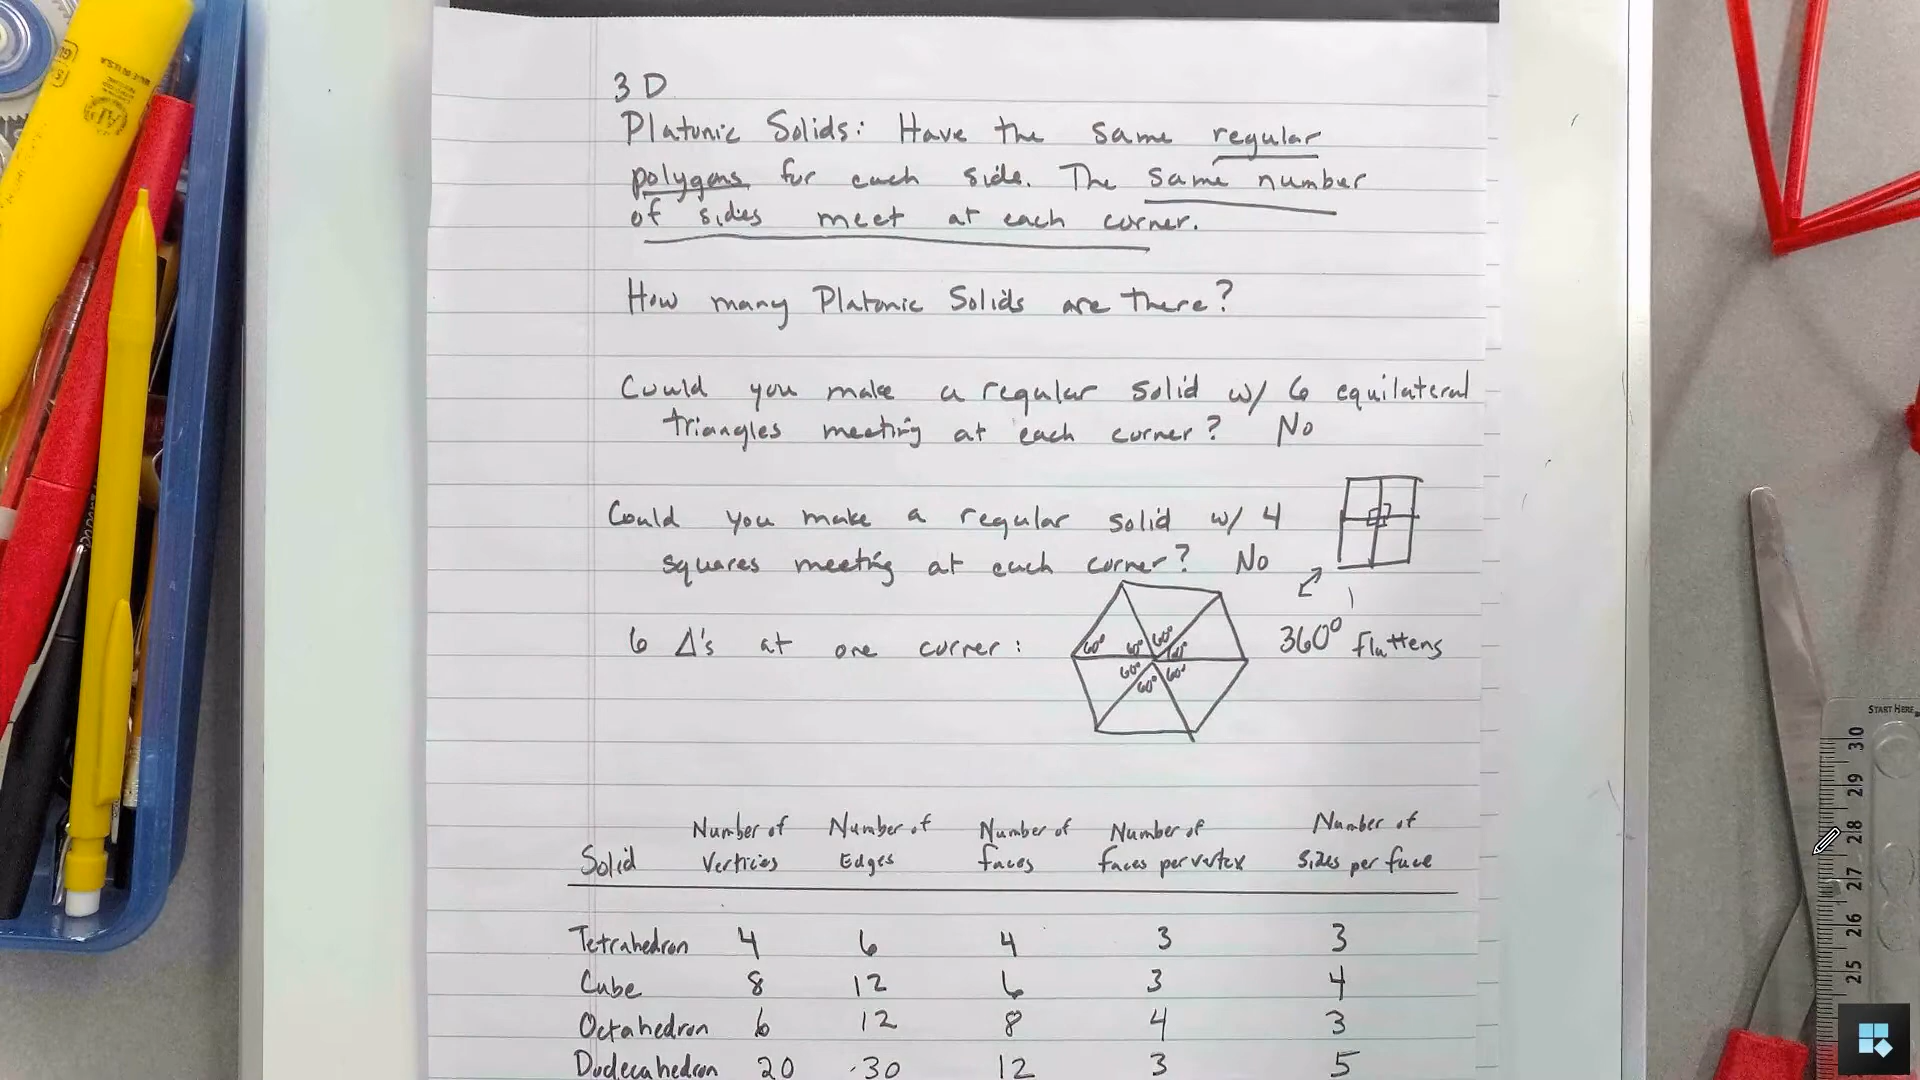 3 D
Platonic Solids: Have the same regular
polygons for each side. The same number
of sides meet at each corner.
How many Platonic Solids are there?
Could you make a regular solid w/ 6 equilateral
triangles meeting at each corner? No
Could you make a regular solid w/ 4
squares meeting at each corner? No
6 Δ's at one corner:
60° 60° 60° 60°
60° 60° 60°
360° flattens
Solid Number of Verticies Number of Edges Number of faces Number of faces per vertex Number of sides per face
Tetrahedron 4 6 4 3 3
Cube 8 12 6 3 4
Octahedron 6 12 8 4 3
Dodecahedron 20 30 12 3 5
START HERE
30
29
28
27
26
25